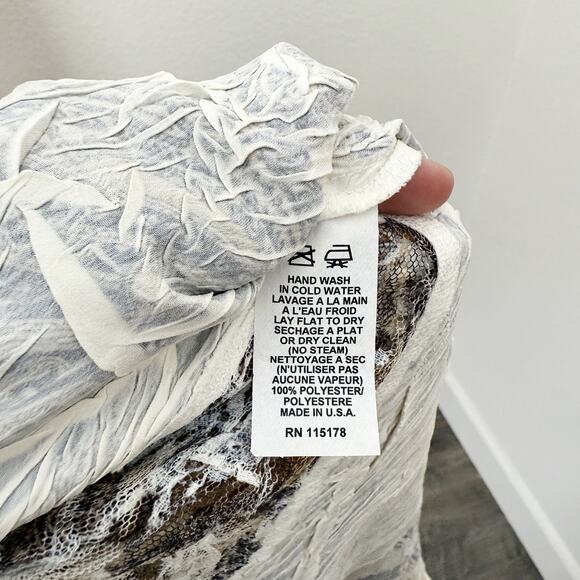 HAND WASH
IN COLD WATER
LAVAGE A LA MAIN
A L'EAU FROID
LAY FLAT TO DRY
SECHAGE A PLAT
OR DRY CLEAN
(NO STEAM)
NETTOYAGE A SEC
(N'UTILISER PAS
AUCUNE VAPEUR)
100% POLYESTER/
POLYESTERE
MADE IN U.S.A.
RN 115178